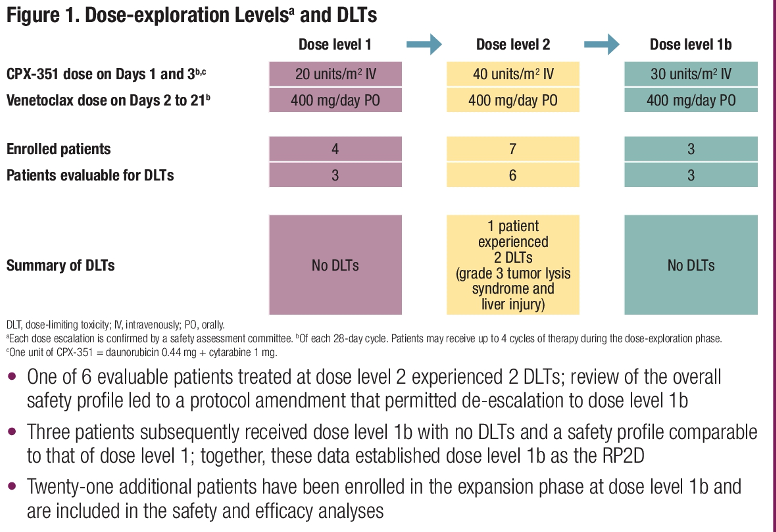 Figure 1. Dose-exploration Levelsᵃ and DLTs
Dose level 1 Dose level 2 Dose level 1b
CPX-351 dose on Days 1 and 3ᵇ,ᶜ 20 units/m² IV 40 units/m² IV 30 units/m² IV
Venetoclax dose on Days 2 to 21ᵇ 400 mg/day PO 400 mg/day PO 400 mg/day PO
Enrolled patients 4 7 3
Patients evaluable for DLTs 3 6 3
Summary of DLTs
No DLTs
1 patient
experienced
2 DLTs
(grade 3 tumor lysis
syndrome and
liver injury)
No DLTs
DLT, dose-limiting toxicity; IV, intravenously; PO, orally.
ᵃEach dose escalation is confirmed by a safety assessment committee. ᵇOf each 28-day cycle. Patients may receive up to 4 cycles of therapy during the dose-exploration phase.
ᶜOne unit of CPX-351 = daunorubicin 0.44 mg + cytarabine 1 mg.
• One of 6 evaluable patients treated at dose level 2 experienced 2 DLTs; review of the overall
safety profile led to a protocol amendment that permitted de-escalation to dose level 1b
• Three patients subsequently received dose level 1b with no DLTs and a safety profile comparable
to that of dose level 1; together, these data established dose level 1b as the RP2D
• Twenty-one additional patients have been enrolled in the expansion phase at dose level 1b and
are included in the safety and efficacy analyses